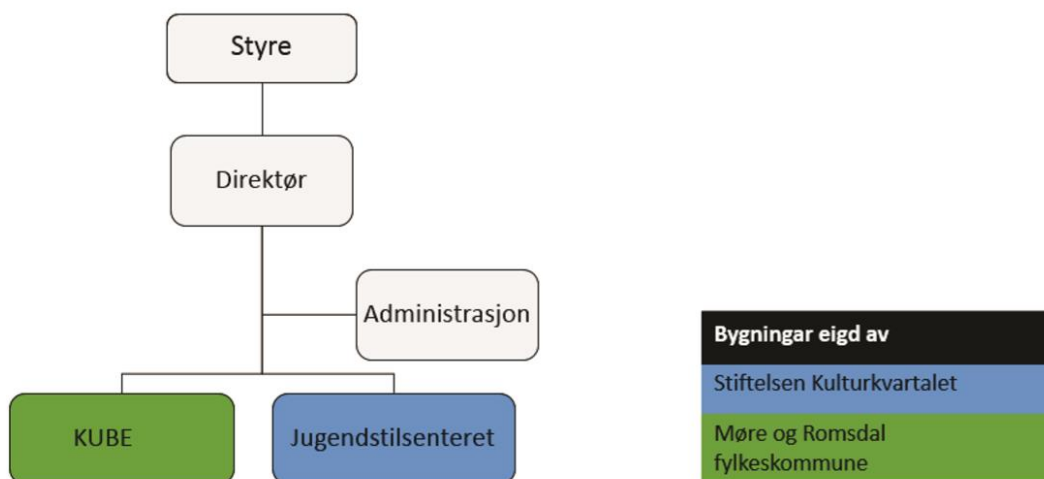 Styre
Direktør
Administrasjon
KUBE
Jugendstilsenteret
Bygningar eigd av
Stiftelsen Kulturkvartalet
Møre og Romsdal
fylkeskommune